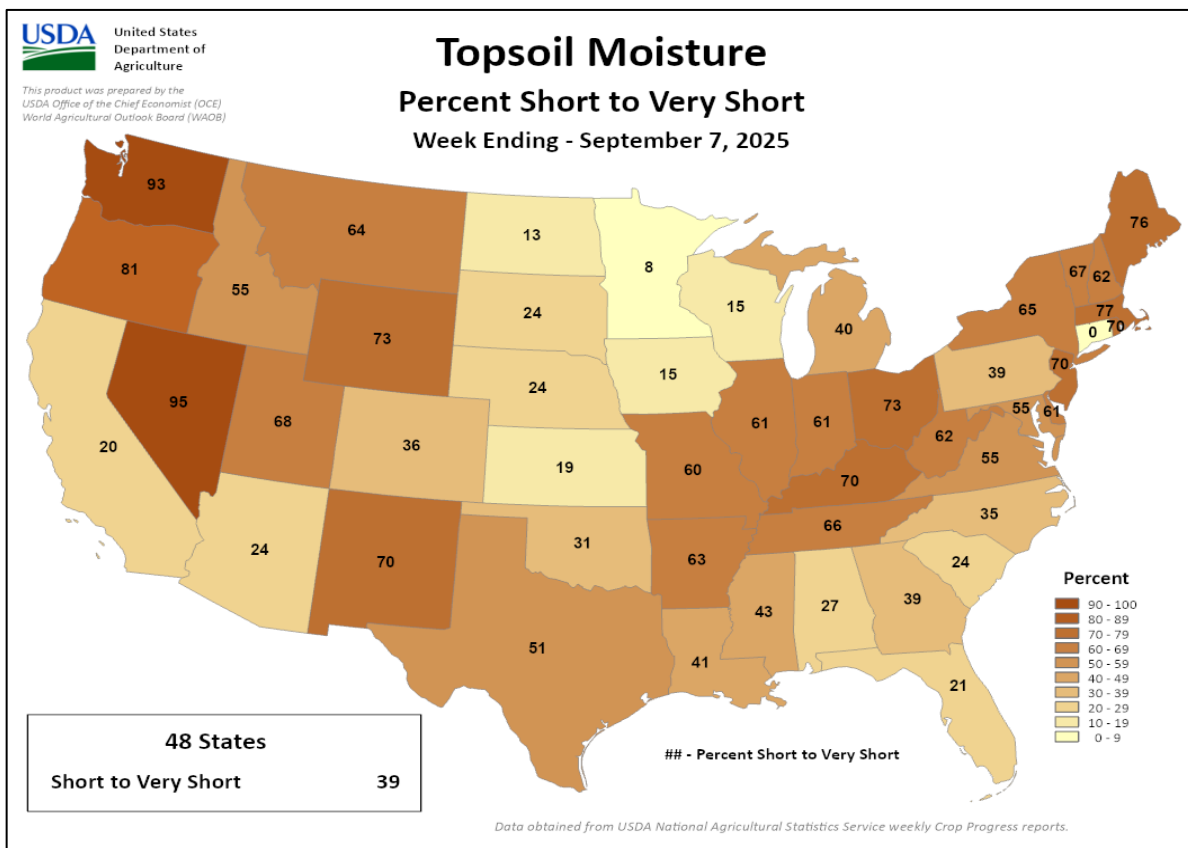 USDA
United States
Department of
Agriculture
This product was prepared by the
USDA Office of the Chief Economist (OCE)
World Agricultural Outlook Board (WAOB)
Topsoil Moisture
Percent Short to Very Short
Week Ending - September 7, 2025
93
64
13
8
76
81
55
67
62
15
65
77
24
73
40
0
70
70
39
15
24
95
73
55
61
68
61
61
20
36
62
19
60
55
70
35
66
31
24
70
63
24
39
27
43
51
41
21
Percent
90 - 100
80 - 89
70 - 79
60 - 69
50 - 59
40 - 49
30 - 39
20 - 29
10 - 19
0 - 9
48 States
Short to Very Short 39
## - Percent Short to Very Short
Data obtained from USDA National Agricultural Statistics Service weekly Crop Progress reports.